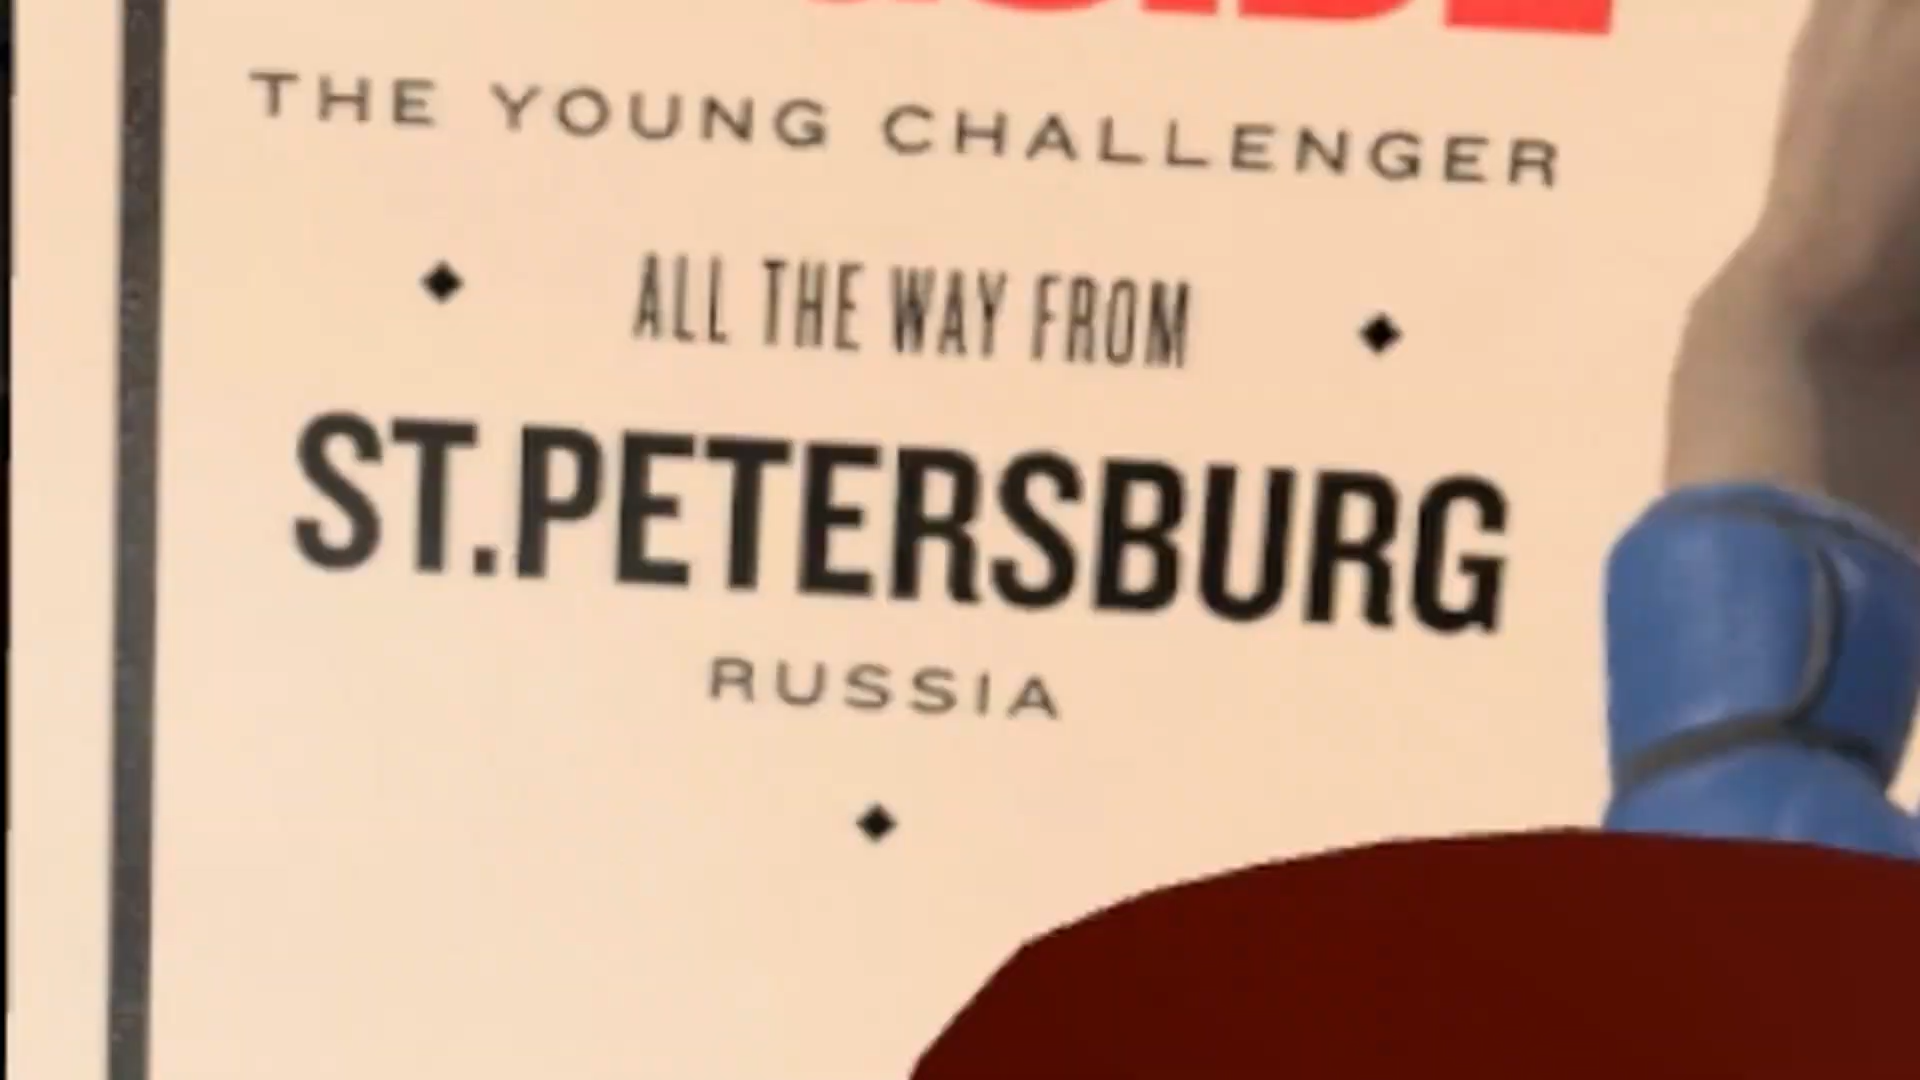 THE YOUNG CHALLENGER
ALL THE WAY FROM
ST.PETERSBURG
RUSSIA